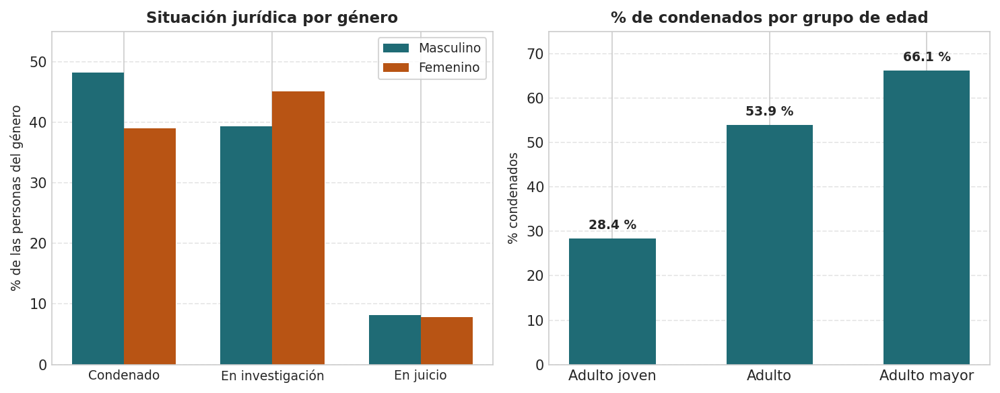 Situación jurídica por género
% de las personas del género
50
40
30
20
10
0
Masculino
Femenino
Condenado
En investigación
En juicio
% de condenados por grupo de edad
% condenados
70
60
50
40
30
20
10
0
28.4 %
53.9 %
66.1 %
Adulto joven
Adulto
Adulto mayor